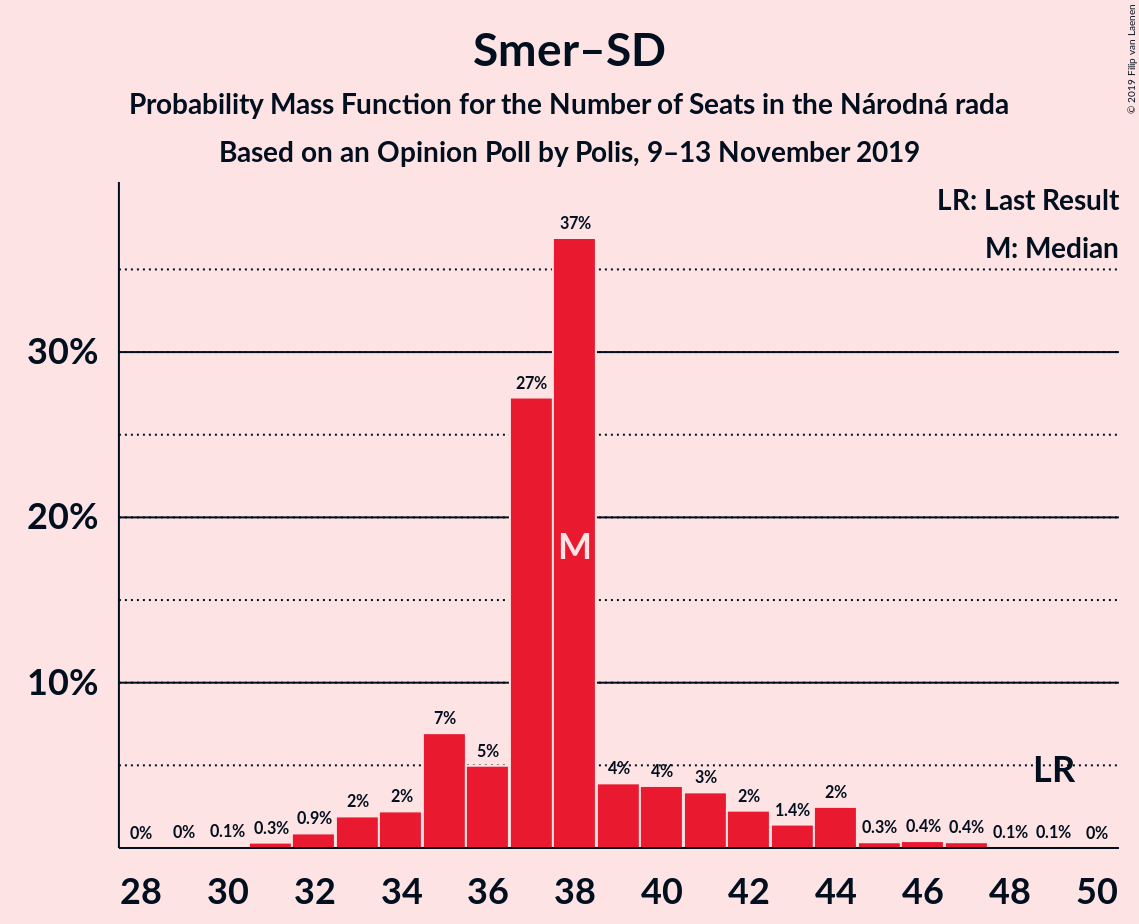 Smer–SD
Probability Mass Function for the Number of Seats in the Národná rada
Based on an Opinion Poll by Polis, 9–13 November 2019
© 2019 Filip van Laenen
LR: Last Result
M: Median
30%
20%
10%
0% 0% 0.1% 0.3% 0.9% 2% 2% 7% 5% 27% 37% 4% 4% 3% 2% 1.4% 2% 0.3% 0.4% 0.4% 0.1% 0.1% 0%
M
LR
28 30 32 34 36 38 40 42 44 46 48 50